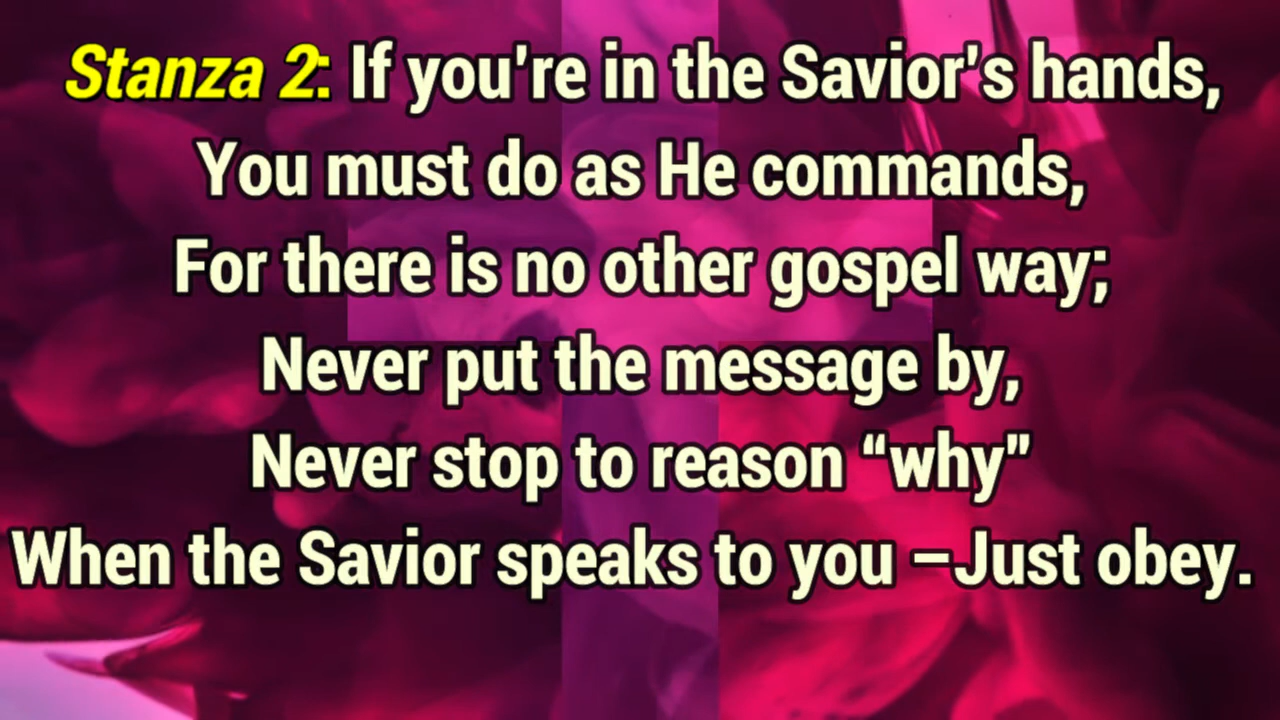 Stanza 2: If you're in the Savior's hands,
You must do as He commands,
For there is no other gospel way;
Never put the message by,
Never stop to reason “why”
When the Savior speaks to you –Just obey.